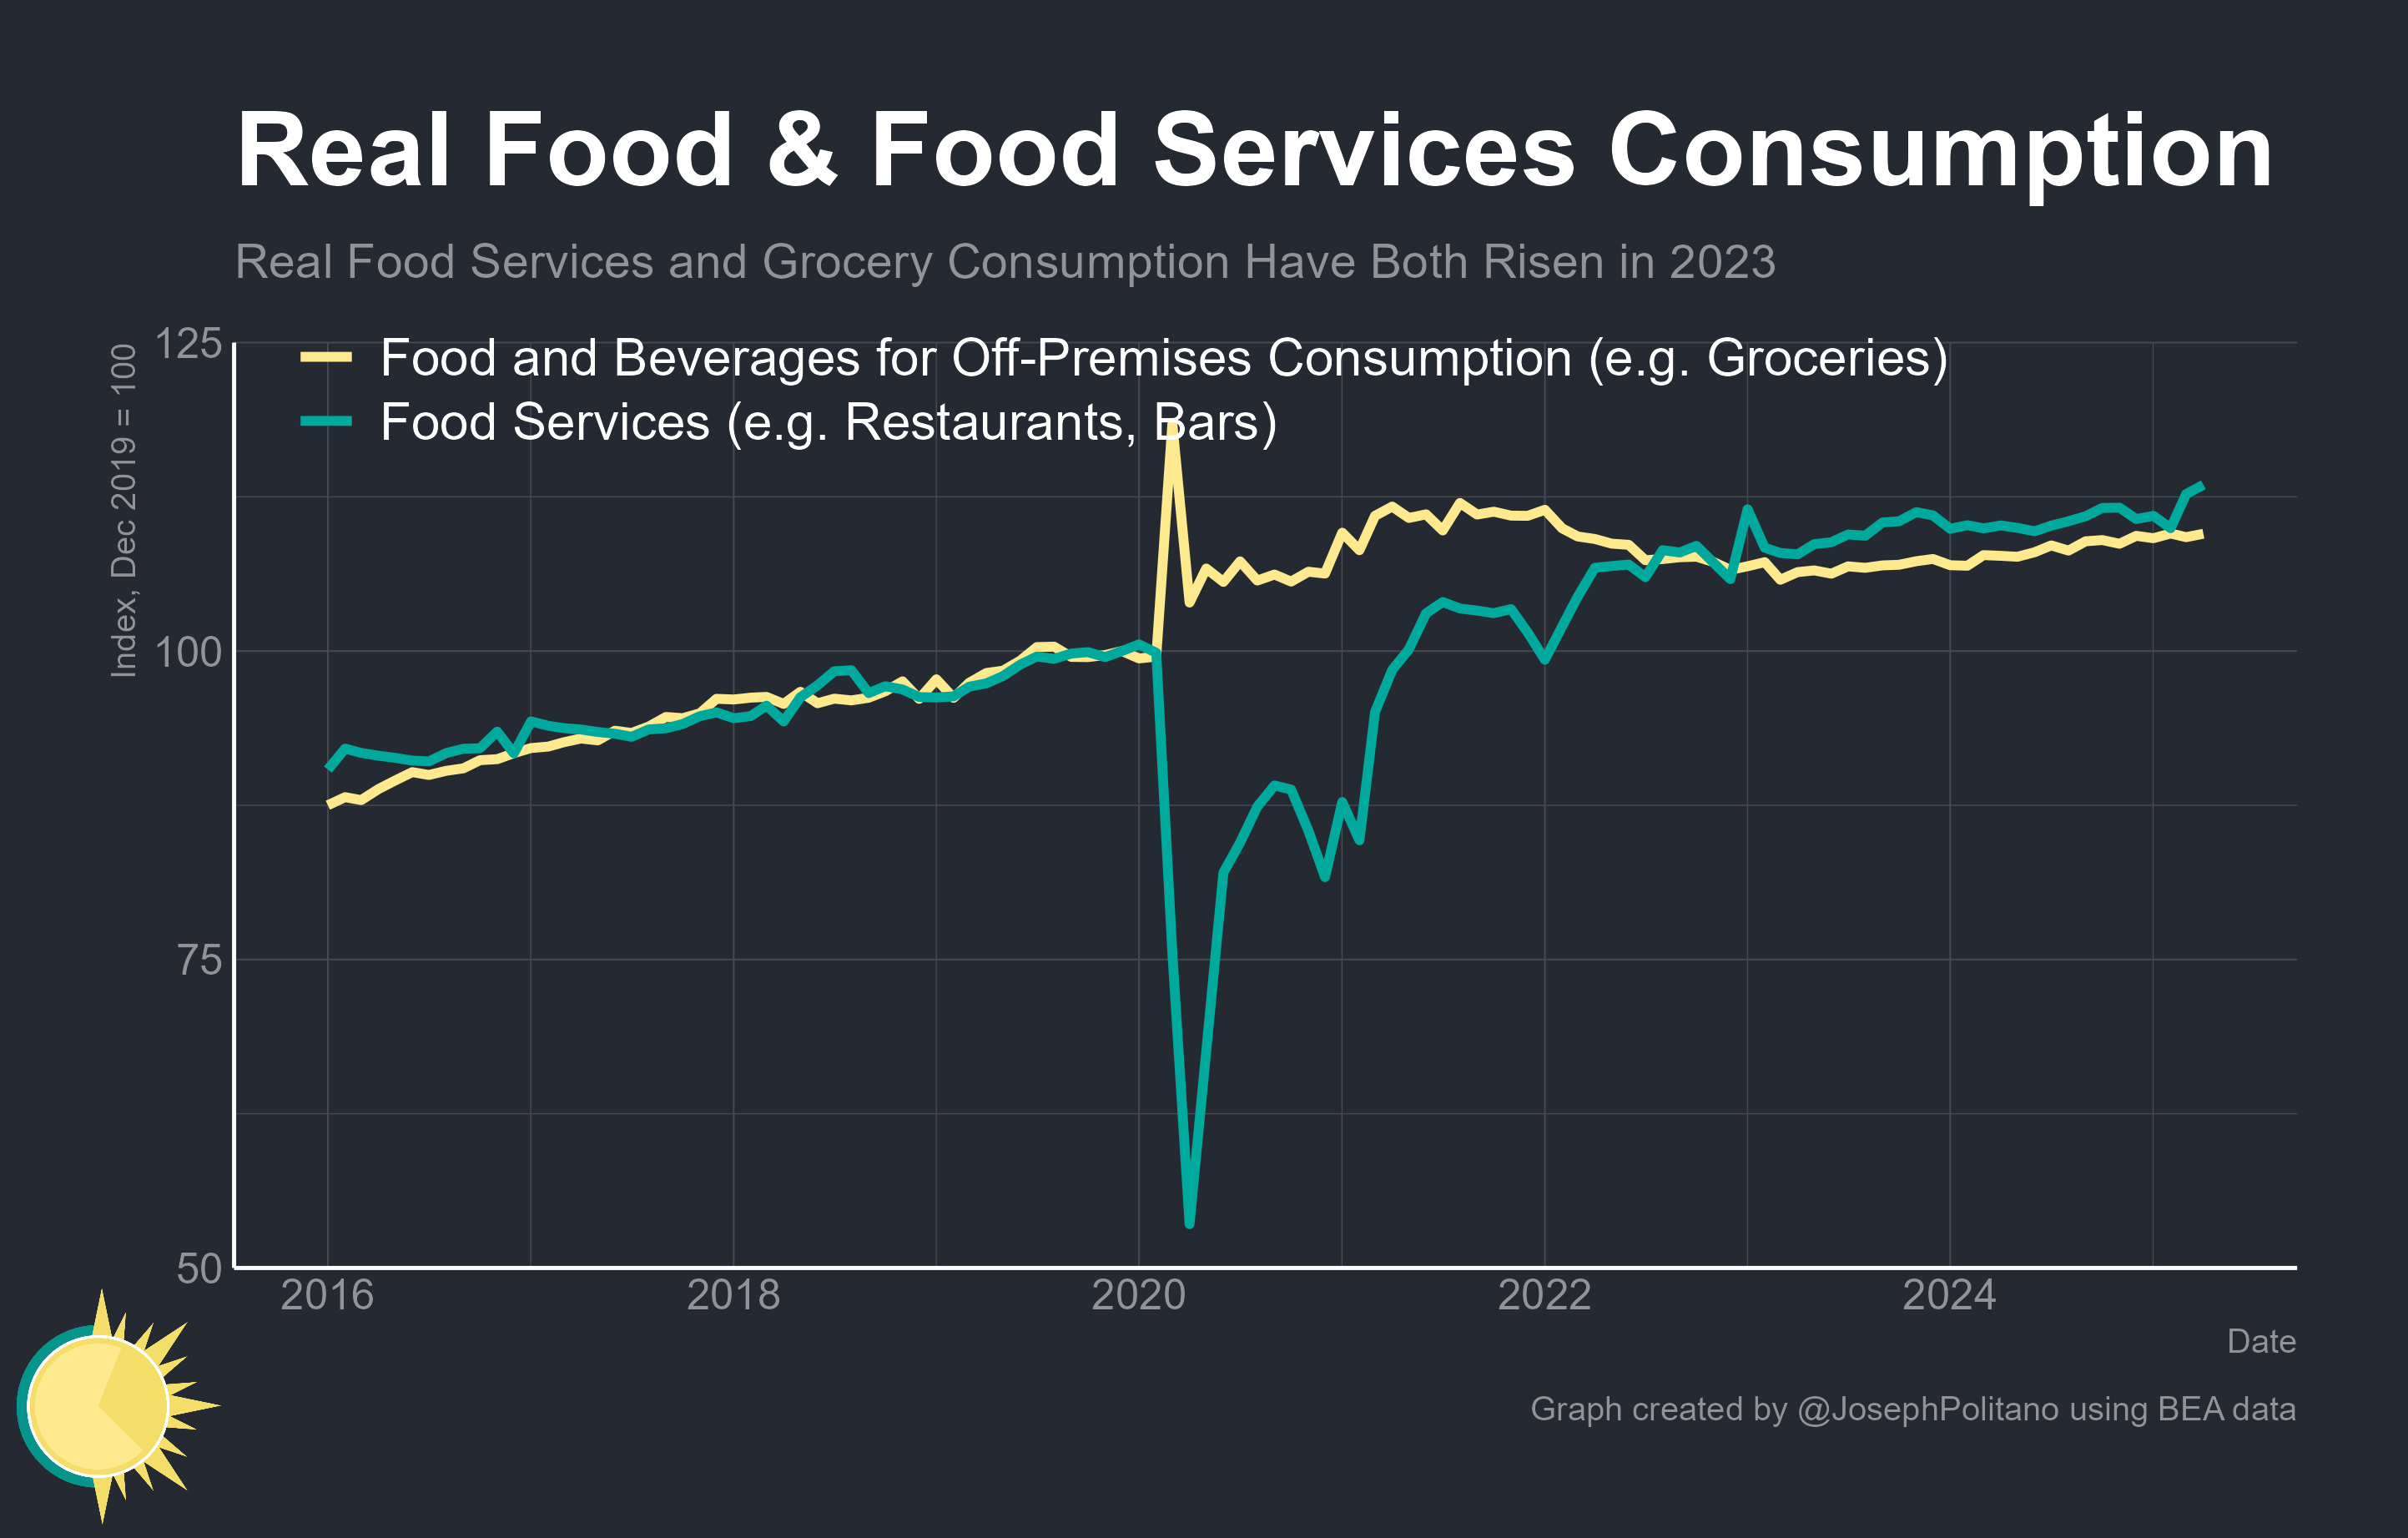 Real Food & Food Services Consumption
Real Food Services and Grocery Consumption Have Both Risen in 2023
Index, Dec 2019 = 100
125
100
75
50
Food and Beverages for Off-Premises Consumption (e.g. Groceries)
Food Services (e.g. Restaurants, Bars)
2016 2018 2020 2022 2024
Date
Graph created by @JosephPolitano using BEA data